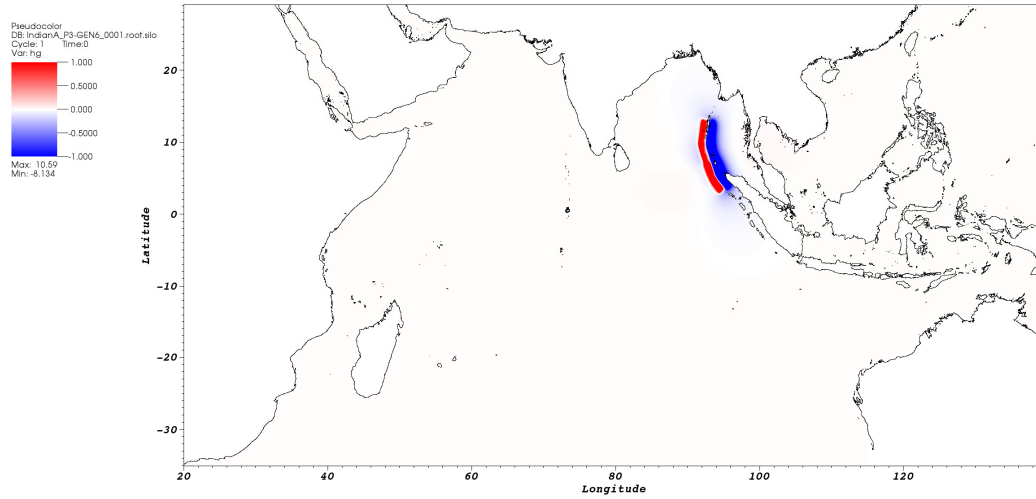 Pseudocolor
DB: IndianA_P3-GEN6_0001.root.silo
Cycle: 1 Time:0
Var: hg
1.000
0.5000
0.000
-0.5000
-1.000
Max: 10.59
Min: -8.134
20
10
0
-10
-20
-30
Latitude
20
40
60
80
100
120
Longitude